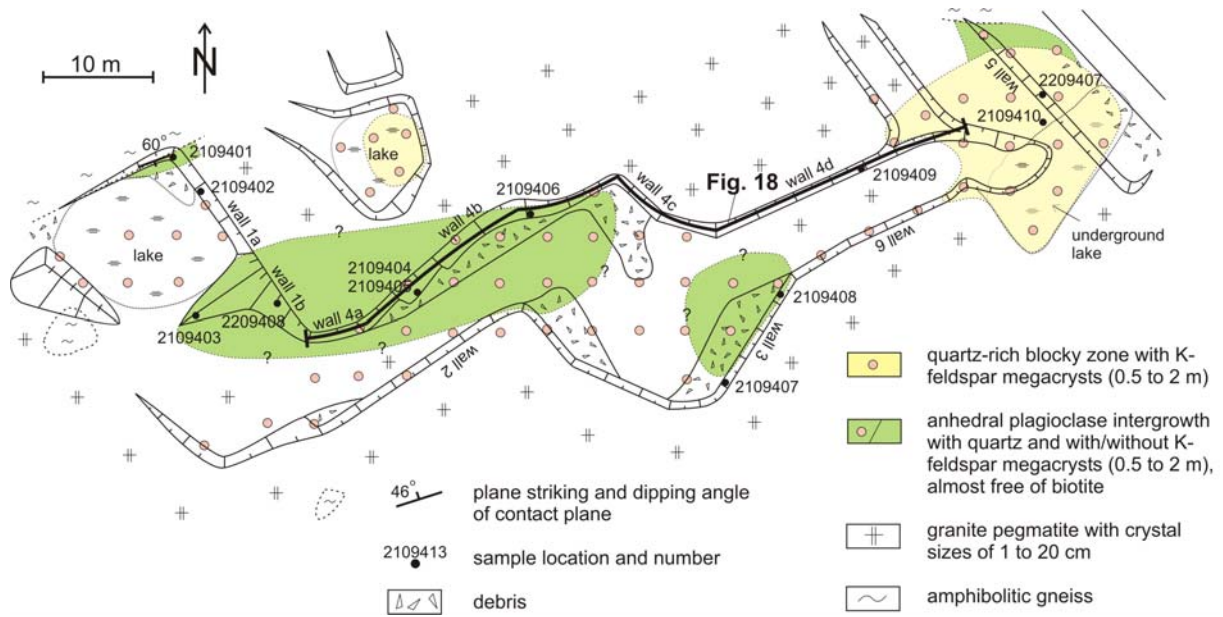 10 m
N
60°
2109401
2109402
wall 1a
lake
lake
wall 1b
2109403
2209408
wall 4a
2109404
2109405
wall 4b
2109406
wall 4c
Fig. 18
wall 4d
2109409
wall 5
2209407
2109410
underground
lake
wall 6
wall 2
wall 3
2109408
2109407
?
?
?
?
?
?
?
46°
plane striking and dipping angle
of contact plane
2109413
sample location and number
debris
quartz-rich blocky zone with K-
feldspar megacrysts (0.5 to 2 m)
anhedral plagioclase intergrowth
with quartz and with/without K-
feldspar megacrysts (0.5 to 2 m),
almost free of biotite
granite pegmatite with crystal
sizes of 1 to 20 cm
amphibolitic gneiss